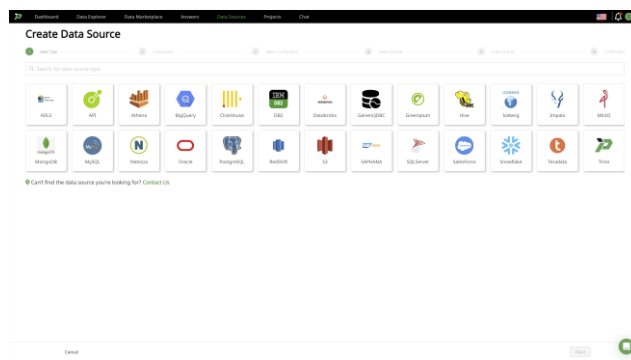 Dashboard Data Explorer Data Marketplace Answers Data Sources Projects Chat
Create Data Source
Search for data source type
ADLS API Athena BigQuery ClickHouse DB2 Databricks GenericJDBC Greenplum Hive Iceberg Impala MinIO
MongoDB MySQL Netezza Oracle PostgreSQL RedShift S3 SAPHANA SQLServer SalesForce Snowflake Teradata Trino
Can't find the data source you're looking for? Contact Us
Cancel Next